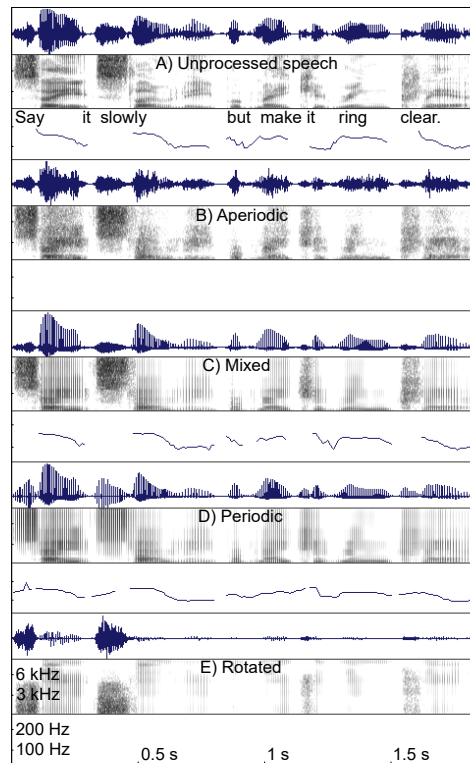 A) Unprocessed speech
Say it slowly but make it ring clear.
B) Aperiodic
C) Mixed
D) Periodic
E) Rotated
6 kHz
3 kHz
200 Hz
100 Hz
0.5 s 1 s 1.5 s